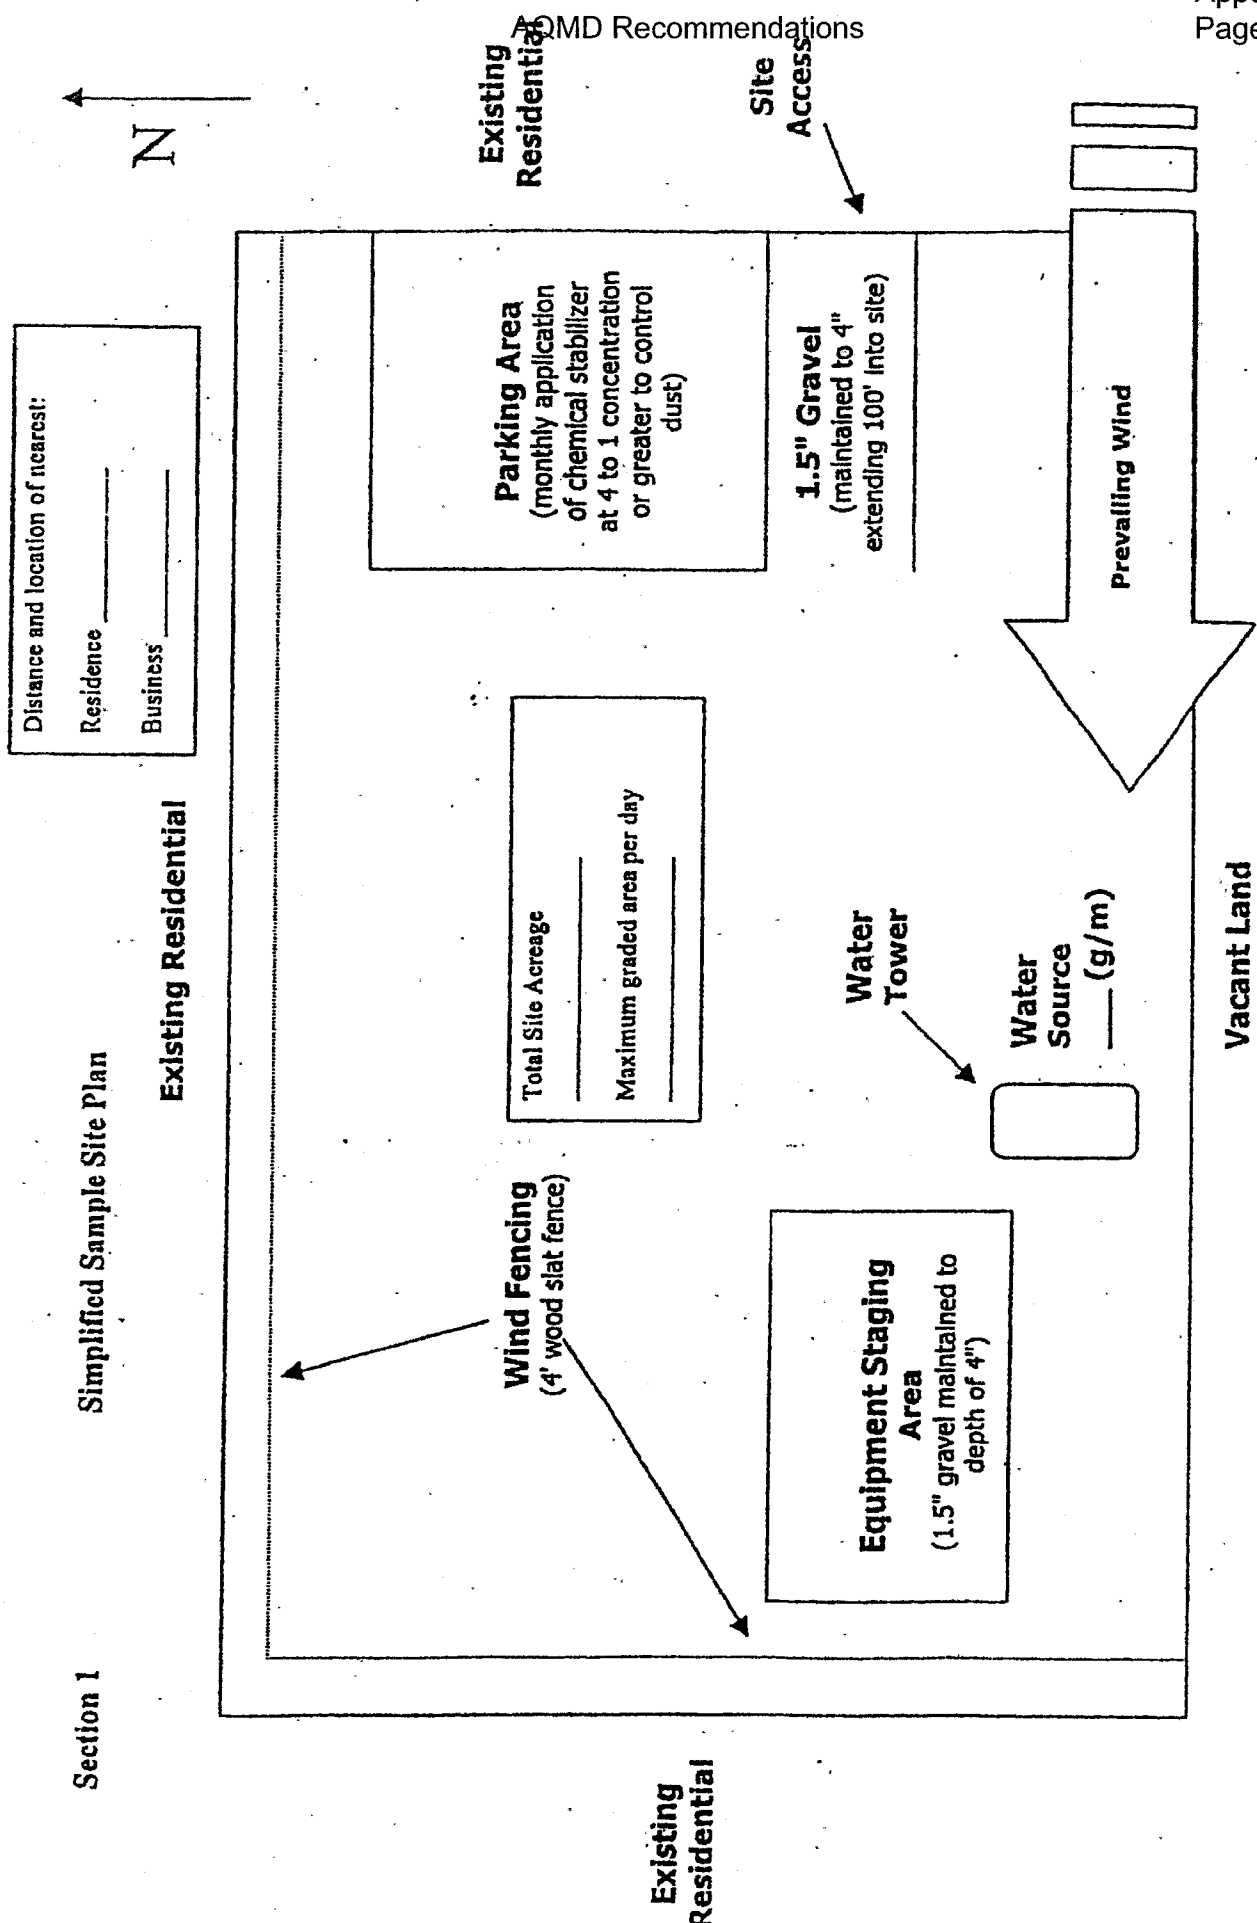 AQMD Recommendations
App
Page
Section 1
Simplified Sample Site Plan
Distance and location of nearest:
Residence
Business
N
Existing Residential
Existing
Residential
Wind Fencing
(4' wood slat fence)
Total Site Acreage
Maximum graded area per day
Parking Area
(monthly application
of chemical stabilizer
at 4 to 1 concentration
or greater to control
dust)
Existing
Residential
Site
Access
1.5" Gravel
(maintained to 4"
extending 100' into site)
Equipment Staging
Area
(1.5" gravel maintained to
depth of 4")
Water
Tower
Water
Source
___ (g/m)
Prevailing Wind
Vacant Land